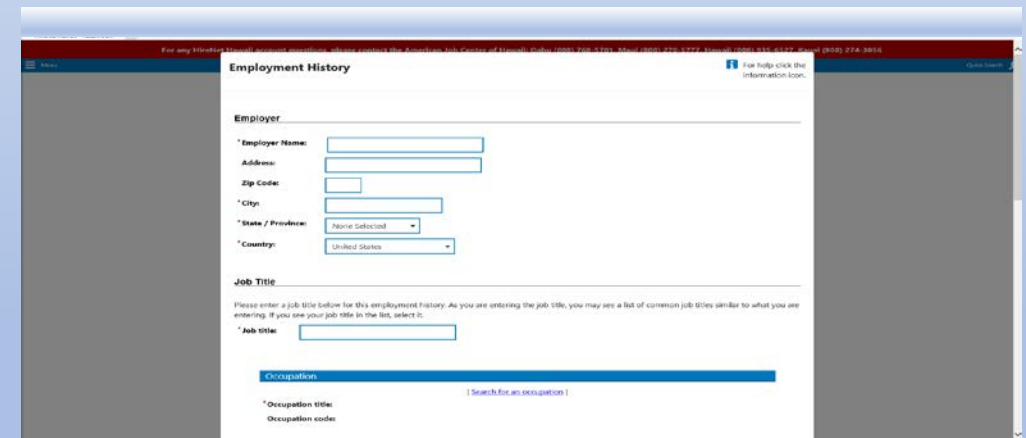 For any HireNet Hawaii account questions, please contact the American Job Center of Hawaii: Oahu (808) 768-5701, Maui (808) 270-5777, Hawaii (808) 935-6527, Kauai (808) 274-3056
Menu
Quick Search
Employment History
For help click the
information icon.
Employer
*Employer Name:
Address:
Zip Code:
*City:
*State / Province: None Selected
*Country: United States
Job Title
Please enter a job title below for this employment history. As you are entering the job title, you may see a list of common job titles similar to what you are
entering. If you see your job title in the list, select it.
*Job title:
Occupation
[ Search for an occupation ]
*Occupation title:
Occupation code: